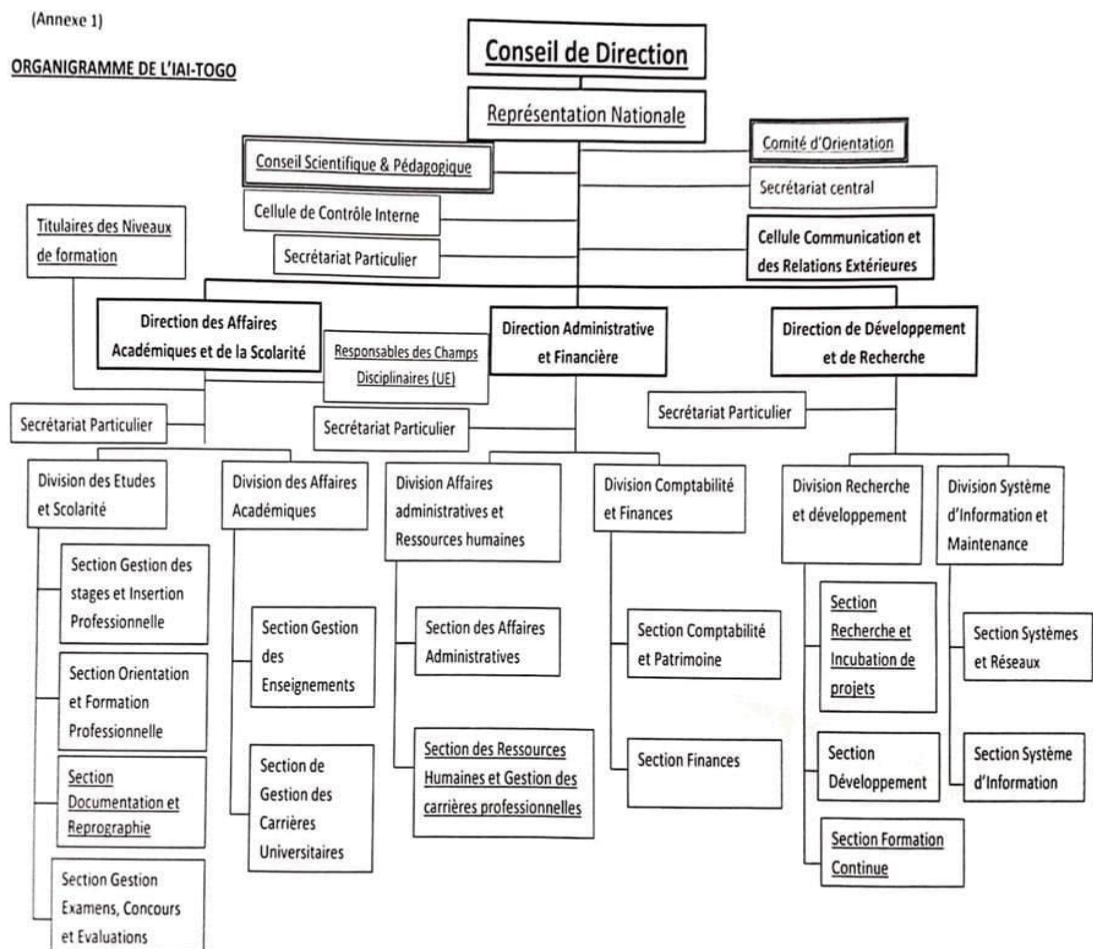 (Annexe 1)
ORGANIGRAMME DE L'IAI-TOGO
Conseil de Direction
Représentation Nationale
Conseil Scientifique & Pédagogique
Comité d'Orientation
Secrétariat central
Cellule de Contrôle Interne
Secrétariat Particulier
Cellule Communication et
des Relations Extérieures
Titulaires des Niveaux
de formation
Direction des Affaires
Académiques et de la Scolarité
Direction Administrative
et Financière
Direction de Développement
et de Recherche
Responsables des Champs
Disciplinaires (UE)
Secrétariat Particulier
Secrétariat Particulier
Secrétariat Particulier
Division des Etudes
et Scolarité
Division des Affaires
Académiques
Division Affaires
administratives et
Ressources humaines
Division Comptabilité
et Finances
Division Recherche
et développement
Division Système
d'Information et
Maintenance
Section Gestion des
stages et Insertion
Professionnelle
Section Orientation
et Formation
Professionnelle
Section
Documentation et
Reprographie
Section Gestion
Examens, Concours
et Evaluations
Section Gestion
des
Enseignements
Section de
Gestion des
Carrières
Universitaires
Section des Affaires
Administratives
Section des Ressources
Humaines et Gestion des
carrières professionnelles
Section Comptabilité
et Patrimoine
Section Finances
Section
Recherche et
Incubation de
projets
Section
Développement
Section Formation
Continue
Section Systèmes
et Réseaux
Section Système
d'Information